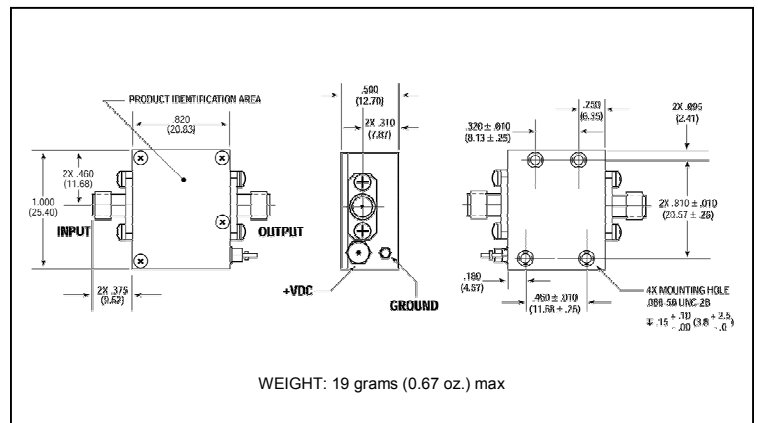 PRODUCT IDENTIFICATION AREA
.820
(20.83)
2X .460
(11.68)
1.000
(25.40)
INPUT
OUTPUT
2X .375
(9.52)
.500
(12.70)
2X .310
(7.87)
+VDC
GROUND
.250
(6.35)
2X .095
(2.41)
.320 ± .010
(8.13 ± .25)
2X .810 ± .010
(20.57 ± .25)
.180
(4.57)
.460 ± .010
(11.68 ± .25)
4X MOUNTING HOLE
UNC-2B
WEIGHT: 19 grams (0.67 oz.) max